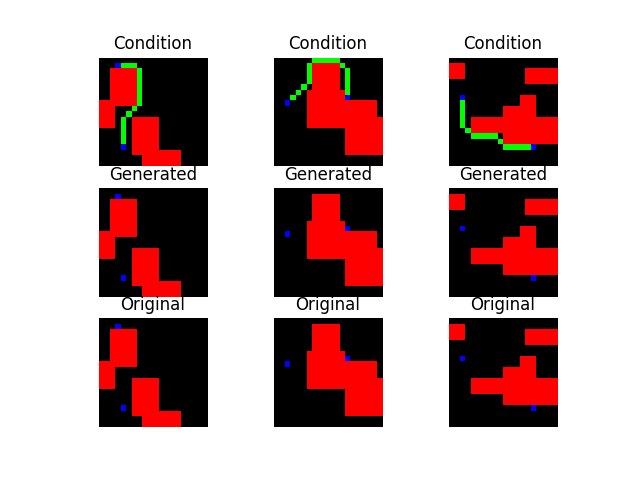 Condition Condition Condition
Generated Generated Generated
Original Original Original